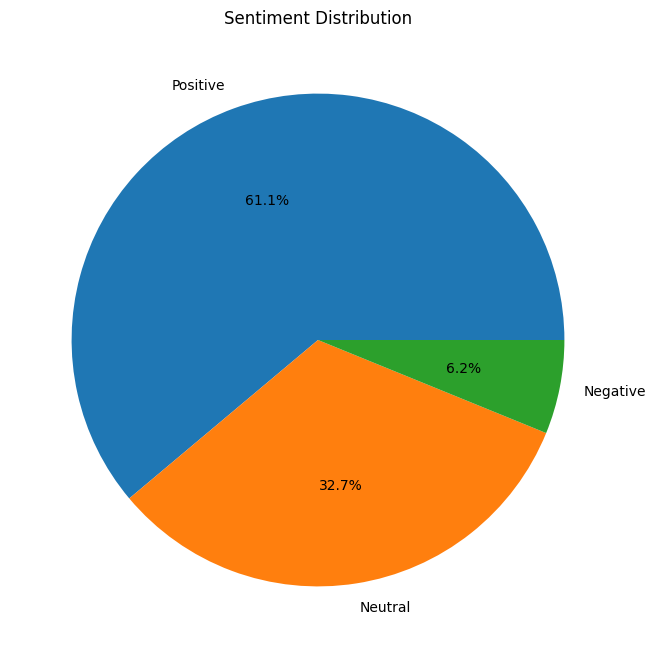 Sentiment Distribution
Positive
61.1%
6.2%
Negative
32.7%
Neutral